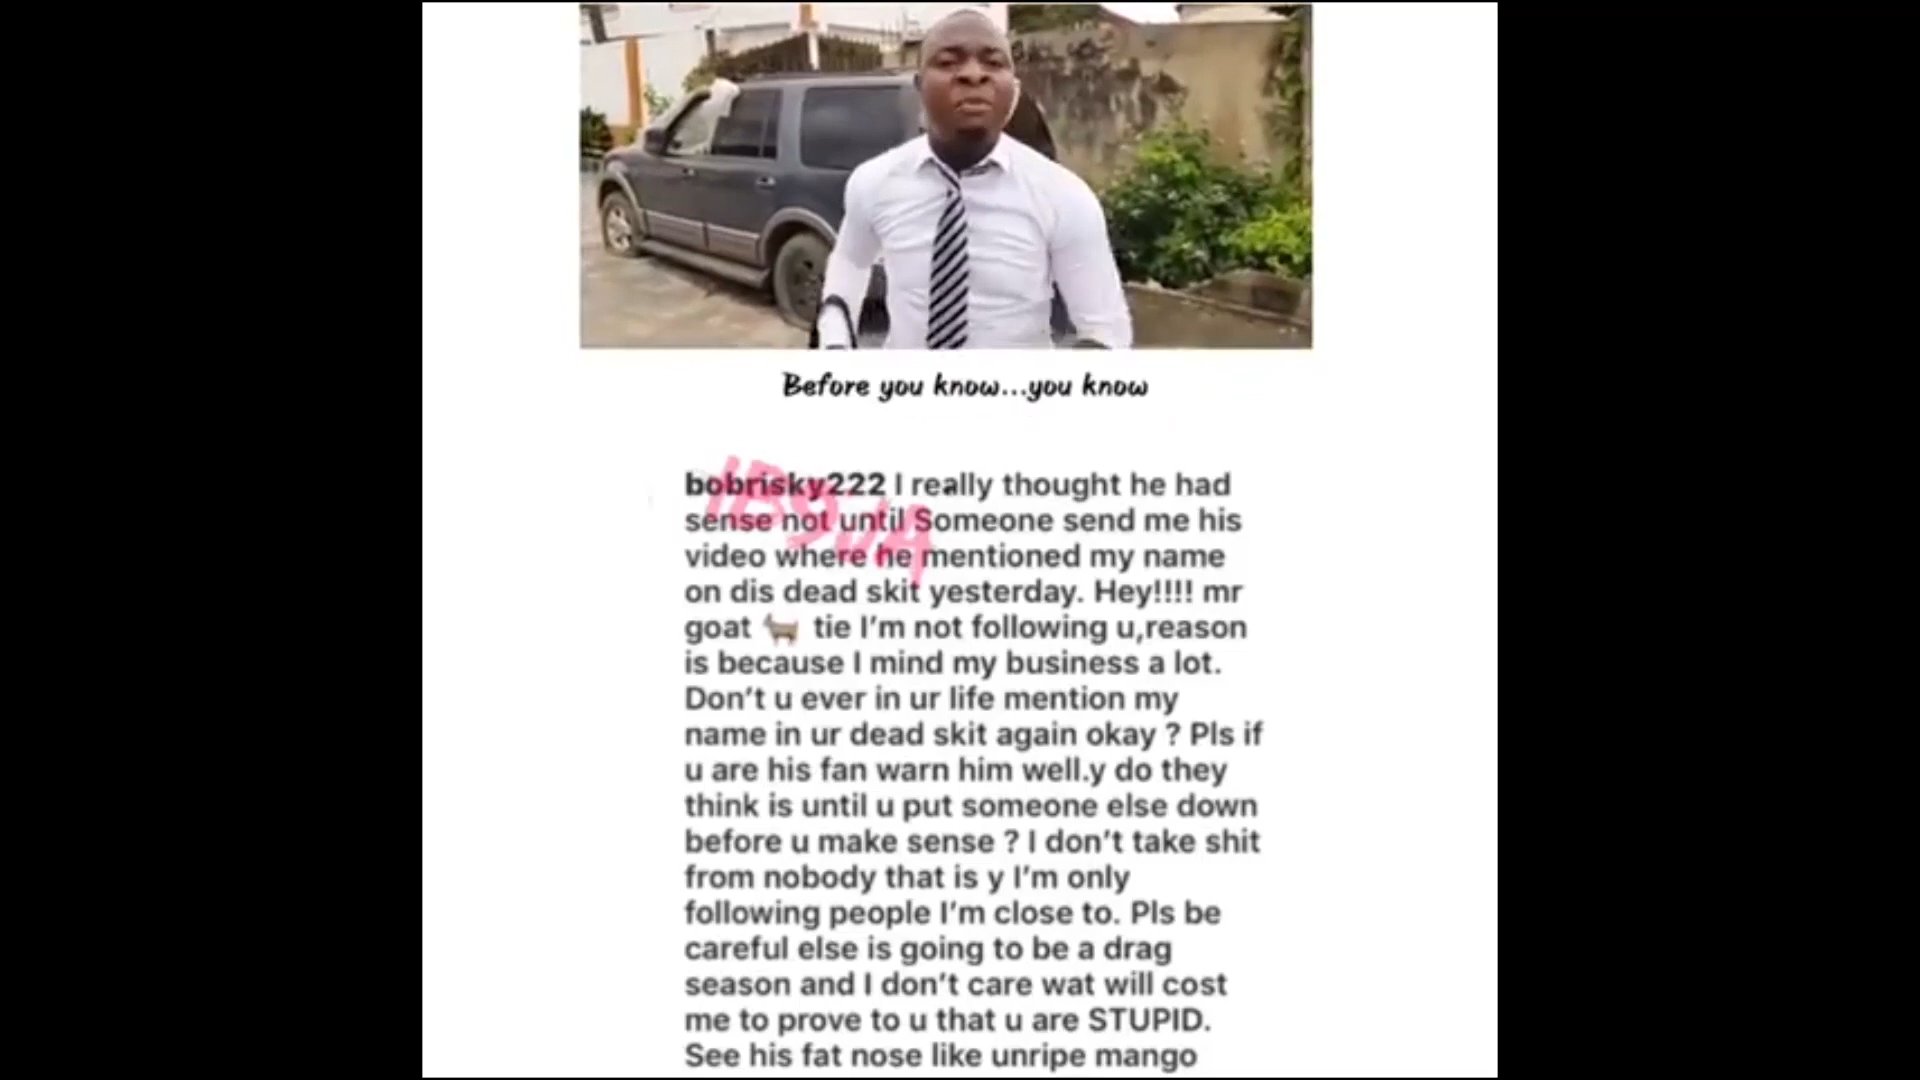 Before you know...you know
bobrisky222 I really thought he had
sense not until Someone send me his
video where he mentioned my name
on dis dead skit yesterday. Hey!!!! mr
goat 🐐 tie I'm not following u,reason
is because I mind my business a lot.
Don't u ever in ur life mention my
name in ur dead skit again okay ? Pls if
u are his fan warn him well.y do they
think is until u put someone else down
before u make sense ? I don't take shit
from nobody that is y I'm only
following people I'm close to. Pls be
careful else is going to be a drag
season and I don't care wat will cost
me to prove to u that u are STUPID.
See his fat nose like unripe mango
IB9JA